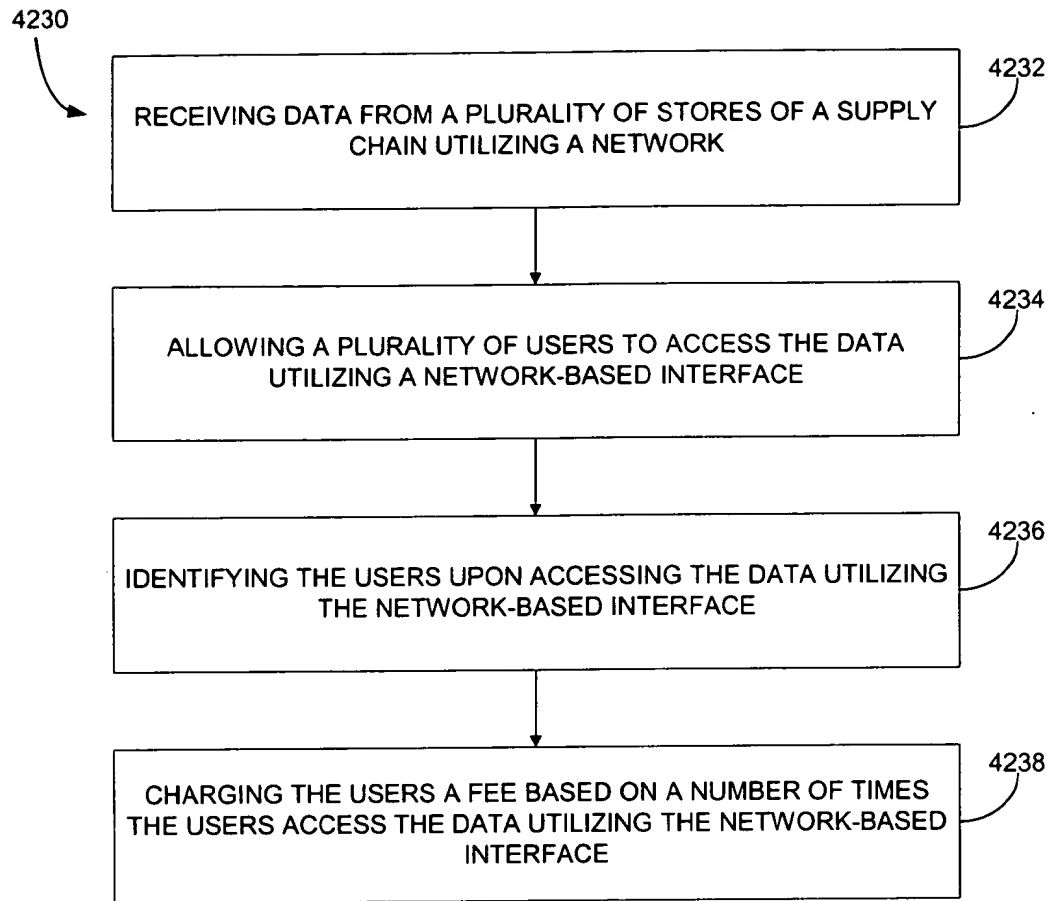 4230
4232
RECEIVING DATA FROM A PLURALITY OF STORES OF A SUPPLY
CHAIN UTILIZING A NETWORK
4234
ALLOWING A PLURALITY OF USERS TO ACCESS THE DATA
UTILIZING A NETWORK-BASED INTERFACE
4236
IDENTIFYING THE USERS UPON ACCESSING THE DATA UTILIZING
THE NETWORK-BASED INTERFACE
4238
CHARGING THE USERS A FEE BASED ON A NUMBER OF TIMES
THE USERS ACCESS THE DATA UTILIZING THE NETWORK-BASED
INTERFACE